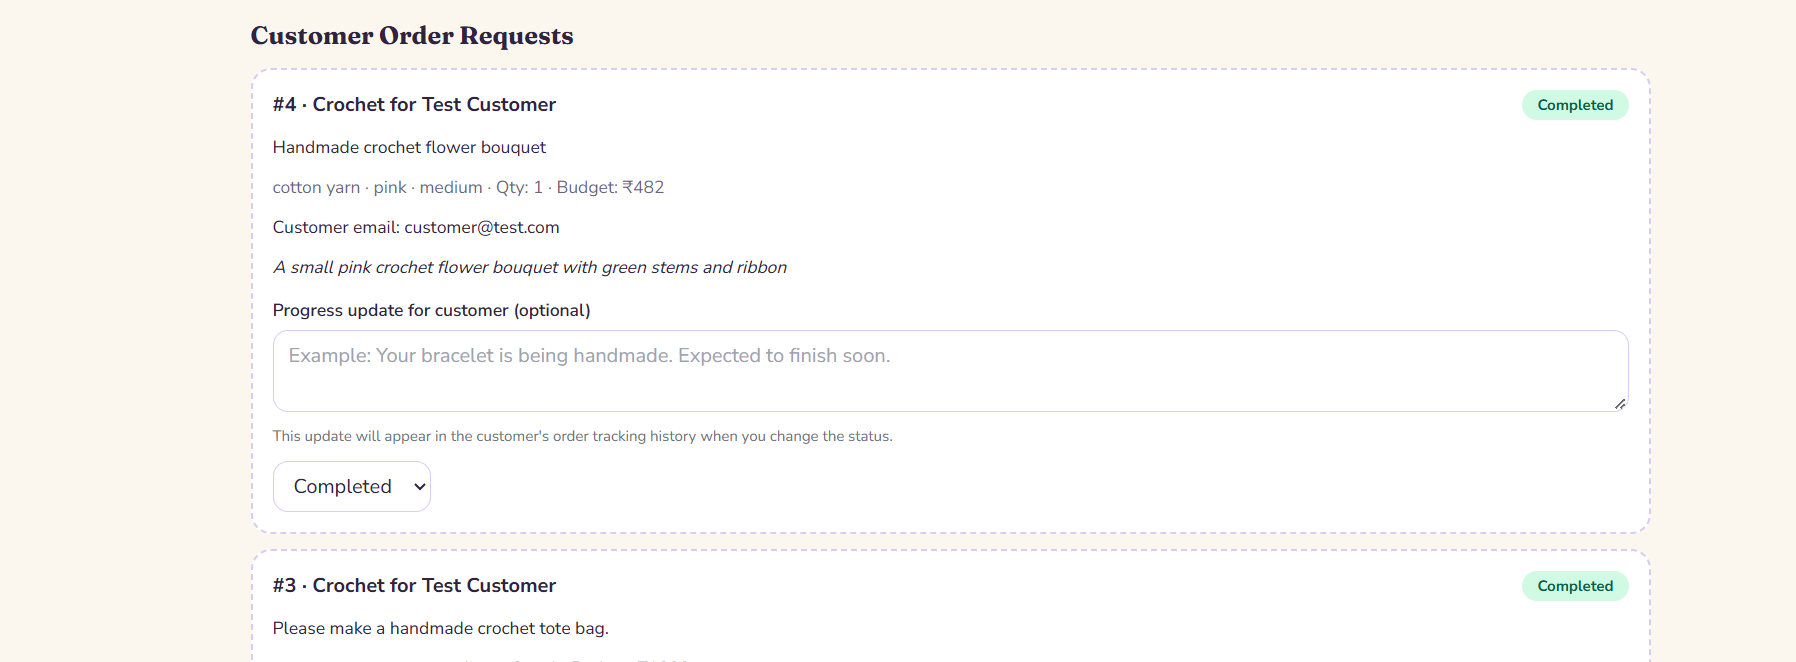 Customer Order Requests
#4 · Crochet for Test Customer
Completed
Handmade crochet flower bouquet
cotton yarn · pink · medium · Qty: 1 · Budget: ₹482
Customer email: customer@test.com
A small pink crochet flower bouquet with green stems and ribbon
Progress update for customer (optional)
Example: Your bracelet is being handmade. Expected to finish soon.
This update will appear in the customer's order tracking history when you change the status.
Completed
#3 · Crochet for Test Customer
Completed
Please make a handmade crochet tote bag.